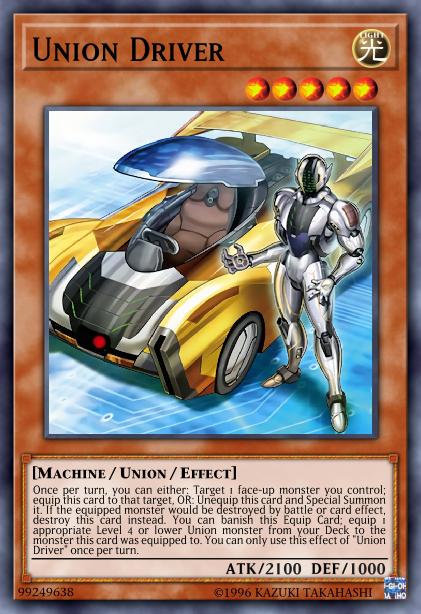 UNION DRIVER
LIGHT
光
[MACHINE / UNION / EFFECT]
Once per turn, you can either: Target 1 face-up monster you control;
equip this card to that target, OR: Unequip this card and Special Summon
it. If the equipped monster would be destroyed by battle or card effect,
destroy this card instead. You can banish this Equip Card; equip 1
appropriate Level 4 or lower Union monster from your Deck to the
monster this card was equipped to. You can only use this effect of "Union
Driver" once per turn.
ATK/2100 DEF/1000
99249638
©1996 KAZUKI TAKAHASHI